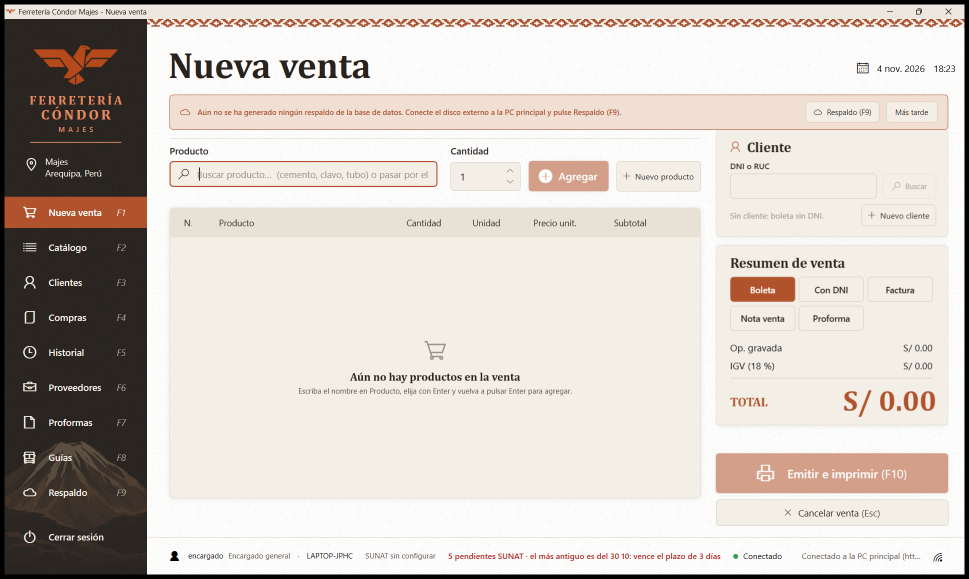 Ferretería Cóndor Majes - Nueva venta
FERRETERÍA
CÓNDOR
MAJES
Majes
Arequipa, Perú
Nueva venta F1
Catálogo F2
Clientes F3
Compras F4
Historial F5
Proveedores F6
Proformas F7
Guías F8
Respaldo F9
Cerrar sesión
Nueva venta
4 nov. 2026 18:23
Aún no se ha generado ningún respaldo de la base de datos. Conecte el disco externo a la PC principal y pulse Respaldo (F9).
Respaldo (F9)
Más tarde
Producto
Cantidad
Buscar producto... (cemento, clavo, tubo) o pasar por el
1
Agregar
Nuevo producto
N. Producto Cantidad Unidad Precio unit. Subtotal
Aún no hay productos en la venta
Escriba el nombre en Producto, elija con Enter y vuelva a pulsar Enter para agregar.
Cliente
DNI o RUC
Buscar
Sin cliente: boleta sin DNI.
Nuevo cliente
Resumen de venta
Boleta Con DNI Factura
Nota venta Proforma
Op. gravada S/ 0.00
IGV (18 %) S/ 0.00
TOTAL S/ 0.00
Emitir e imprimir (F10)
Cancelar venta (Esc)
encargado Encargado general · LAPTOP-JPHC SUNAT sin configurar 5 pendientes SUNAT · el más antiguo es del 30 10: vence el plazo de 3 días Conectado Conectado a la PC principal (htt...